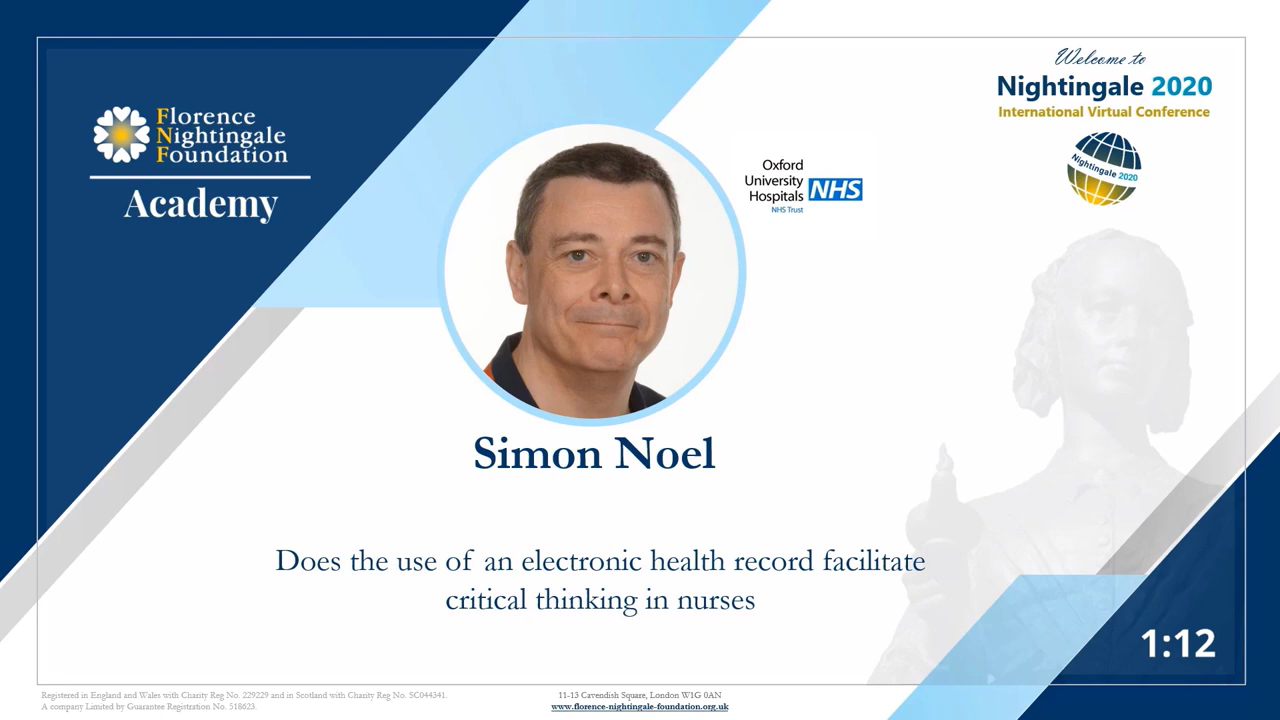 Florence
Nightingale
Foundation
Academy
Welcome to
Nightingale 2020
International Virtual Conference
Nightingale 2020
Oxford
University
Hospitals NHS
NHS Trust
Simon Noel
Does the use of an electronic health record facilitate
critical thinking in nurses
1:12
Registered in England and Wales with Charity Reg No. 229229 and in Scotland with Charity Reg No. SC044341.
A company Limited by Guarantee Registration No. 518623.
11-13 Cavendish Square, London W1G 0AN
www.florence-nightingale-foundation.org.uk